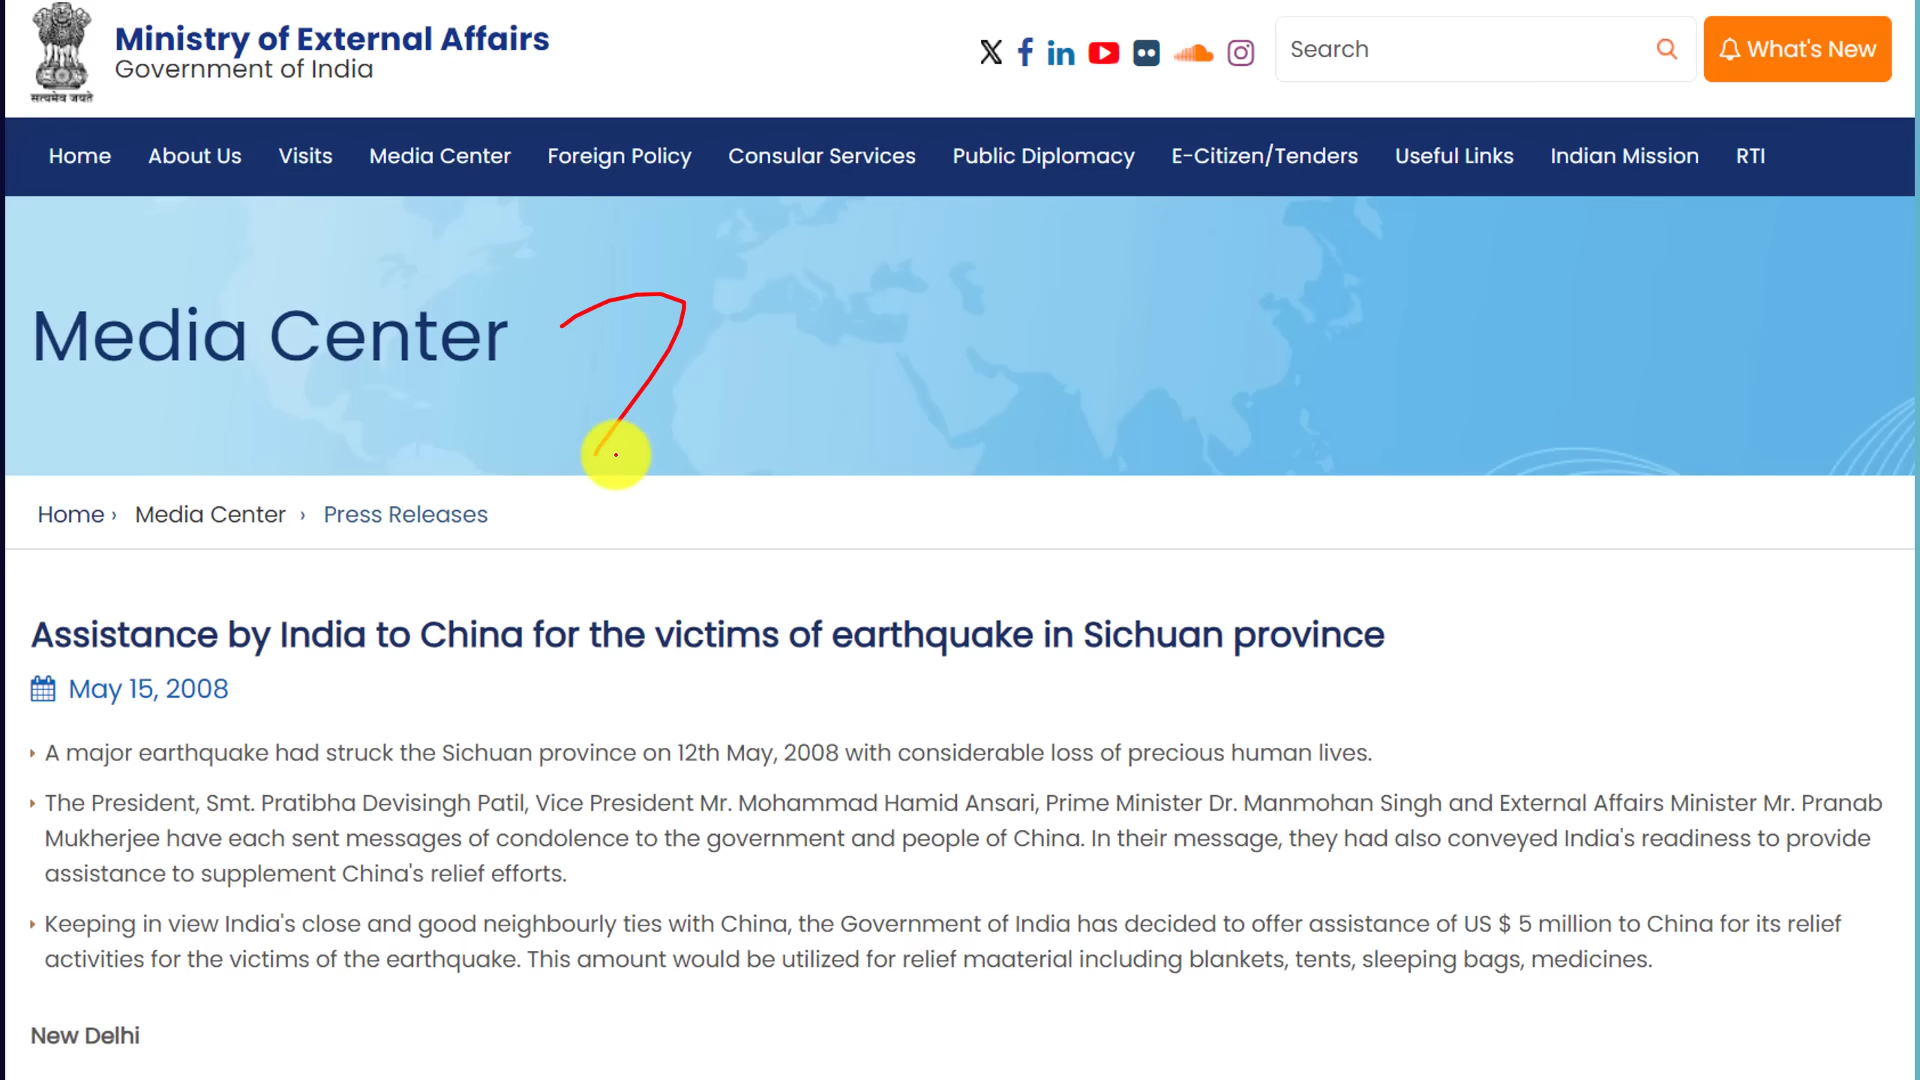 Ministry of External Affairs
Government of India
सत्यमेव जयते
Search
What's New
Home About Us Visits Media Center Foreign Policy Consular Services Public Diplomacy E-Citizen/Tenders Useful Links Indian Mission RTI
Media Center
Home › Media Center › Press Releases
Assistance by India to China for the victims of earthquake in Sichuan province
May 15, 2008
A major earthquake had struck the Sichuan province on 12th May, 2008 with considerable loss of precious human lives.
The President, Smt. Pratibha Devisingh Patil, Vice President Mr. Mohammad Hamid Ansari, Prime Minister Dr. Manmohan Singh and External Affairs Minister Mr. Pranab
Mukherjee have each sent messages of condolence to the government and people of China. In their message, they had also conveyed India's readiness to provide
assistance to supplement China's relief efforts.
Keeping in view India's close and good neighbourly ties with China, the Government of India has decided to offer assistance of US $ 5 million to China for its relief
activities for the victims of the earthquake. This amount would be utilized for relief maaterial including blankets, tents, sleeping bags, medicines.
New Delhi